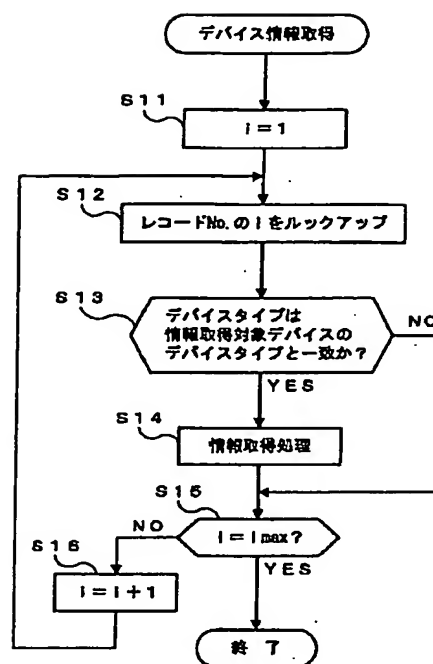 デバイス情報取得
S11
i=1
S12
レコードNo.のiをルックアップ
S13
デバイスタイプは
情報取得対象デバイスの
デバイスタイプと一致か?
NO
YES
S14
情報取得処理
S15
i=imax?
NO
S16
YES
i=i+1
終了